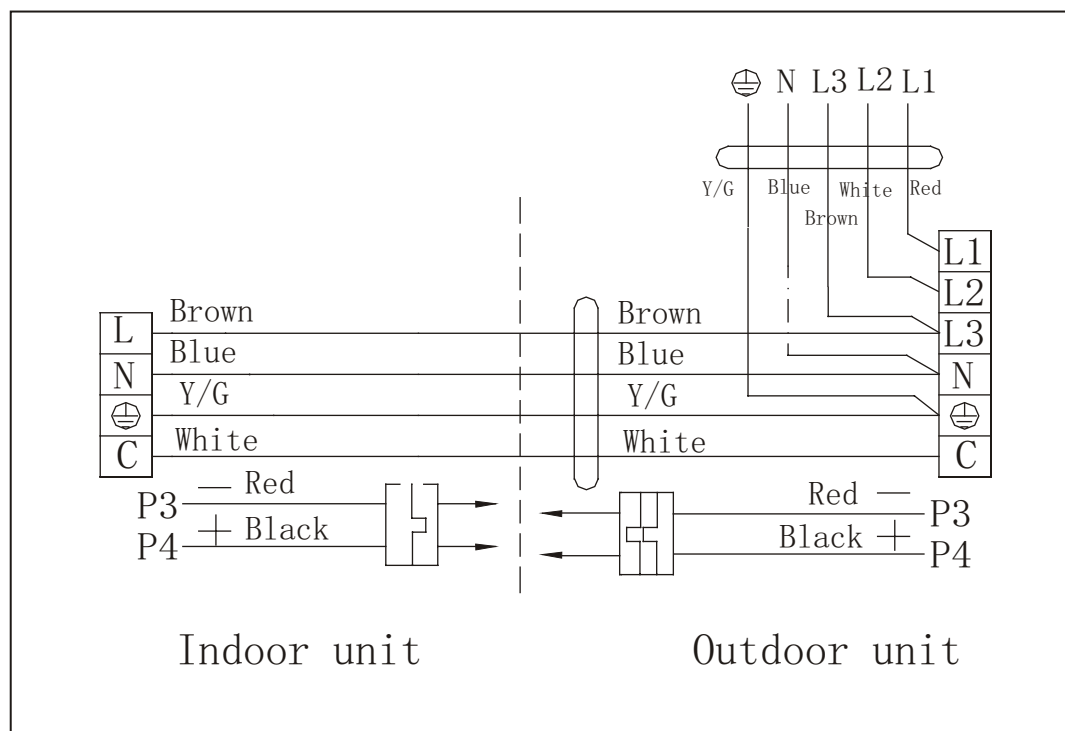 ⏚ N L3 L2 L1
Y/G Blue White Red
Brown
L1
L2
Brown Brown
L L3
Blue Blue
N N
Y/G Y/G
⏚ ⏚
White White
C C
— Red Red —
P3 P3
+ Black Black +
P4 P4
Indoor unit Outdoor unit